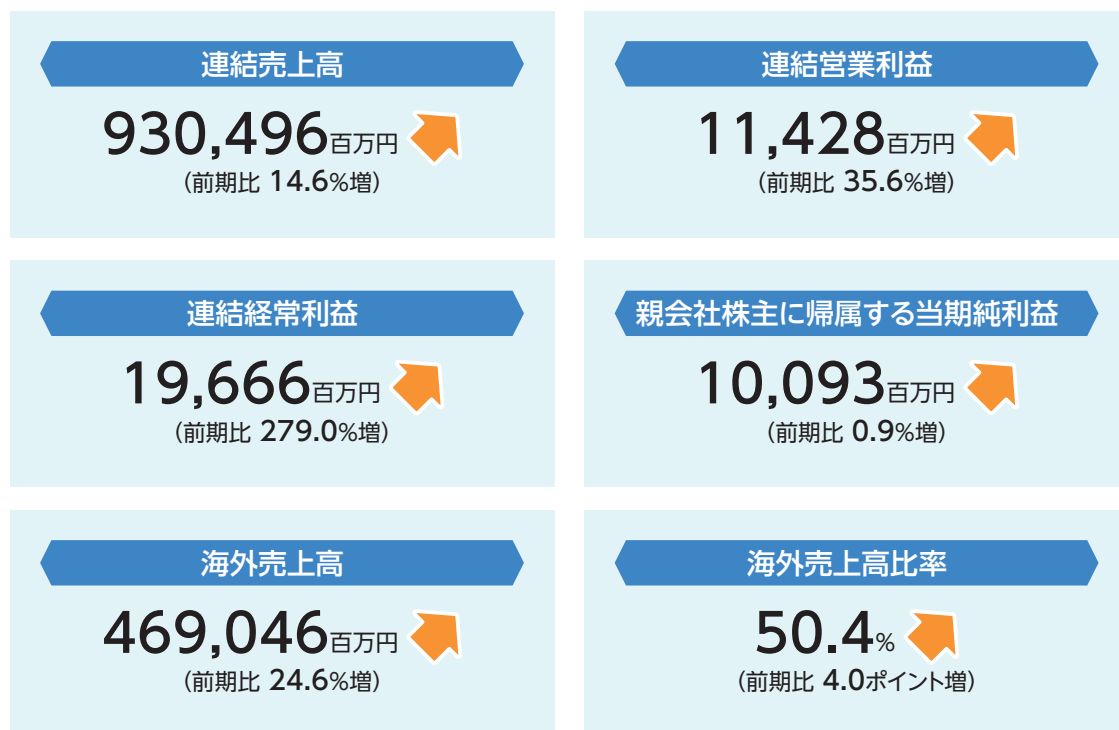 連結売上高
930,496百万円
(前期比 14.6%増)
連結営業利益
11,428百万円
(前期比 35.6%増)
連結経常利益
19,666百万円
(前期比 279.0%増)
親会社株主に帰属する当期純利益
10,093百万円
(前期比 0.9%増)
海外売上高
469,046百万円
(前期比 24.6%増)
海外売上高比率
50.4%
(前期比 4.0ポイント増)